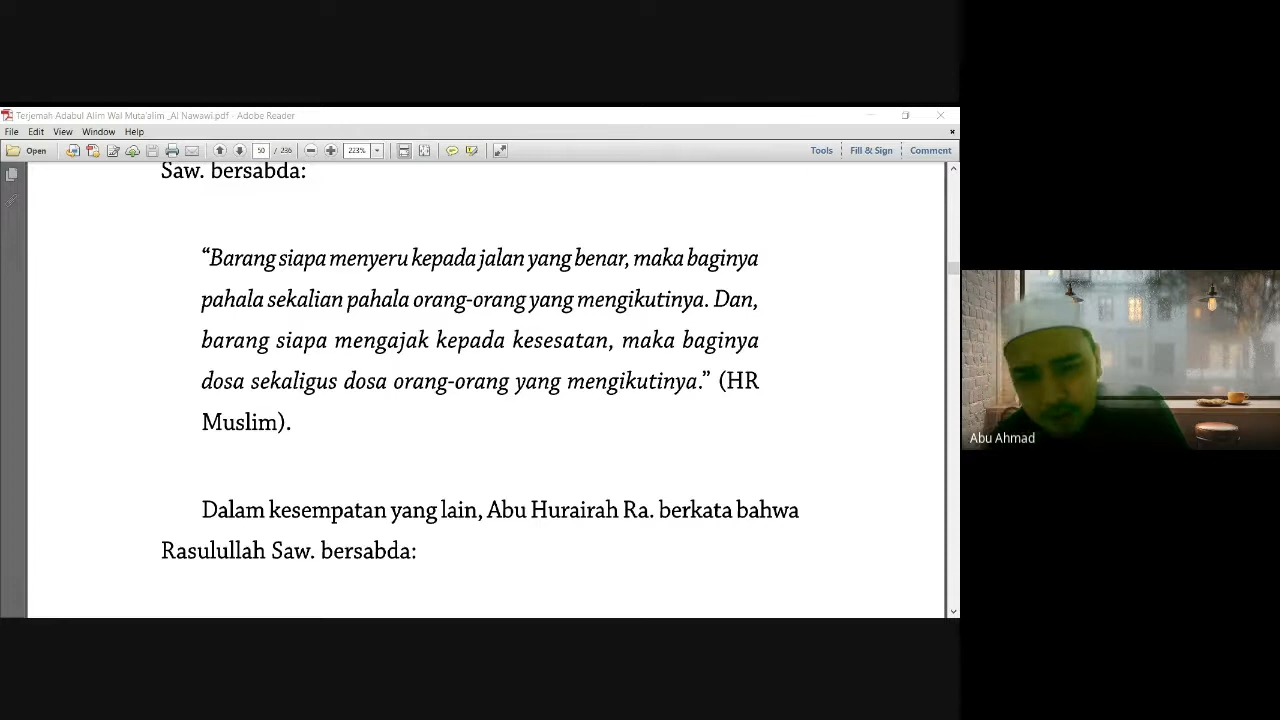 Terjemah Adabul Alim Wal Muta'alim _Al Nawawi.pdf - Adobe Reader
File Edit View Window Help
Open 50 / 236 223% Tools Fill & Sign Comment
Saw. bersabda:
“Barang siapa menyeru kepada jalan yang benar, maka baginya
pahala sekalian pahala orang-orang yang mengikutinya. Dan,
barang siapa mengajak kepada kesesatan, maka baginya
dosa sekaligus dosa orang-orang yang mengikutinya.” (HR
Muslim).
Dalam kesempatan yang lain, Abu Hurairah Ra. berkata bahwa
Rasulullah Saw. bersabda:
Abu Ahmad